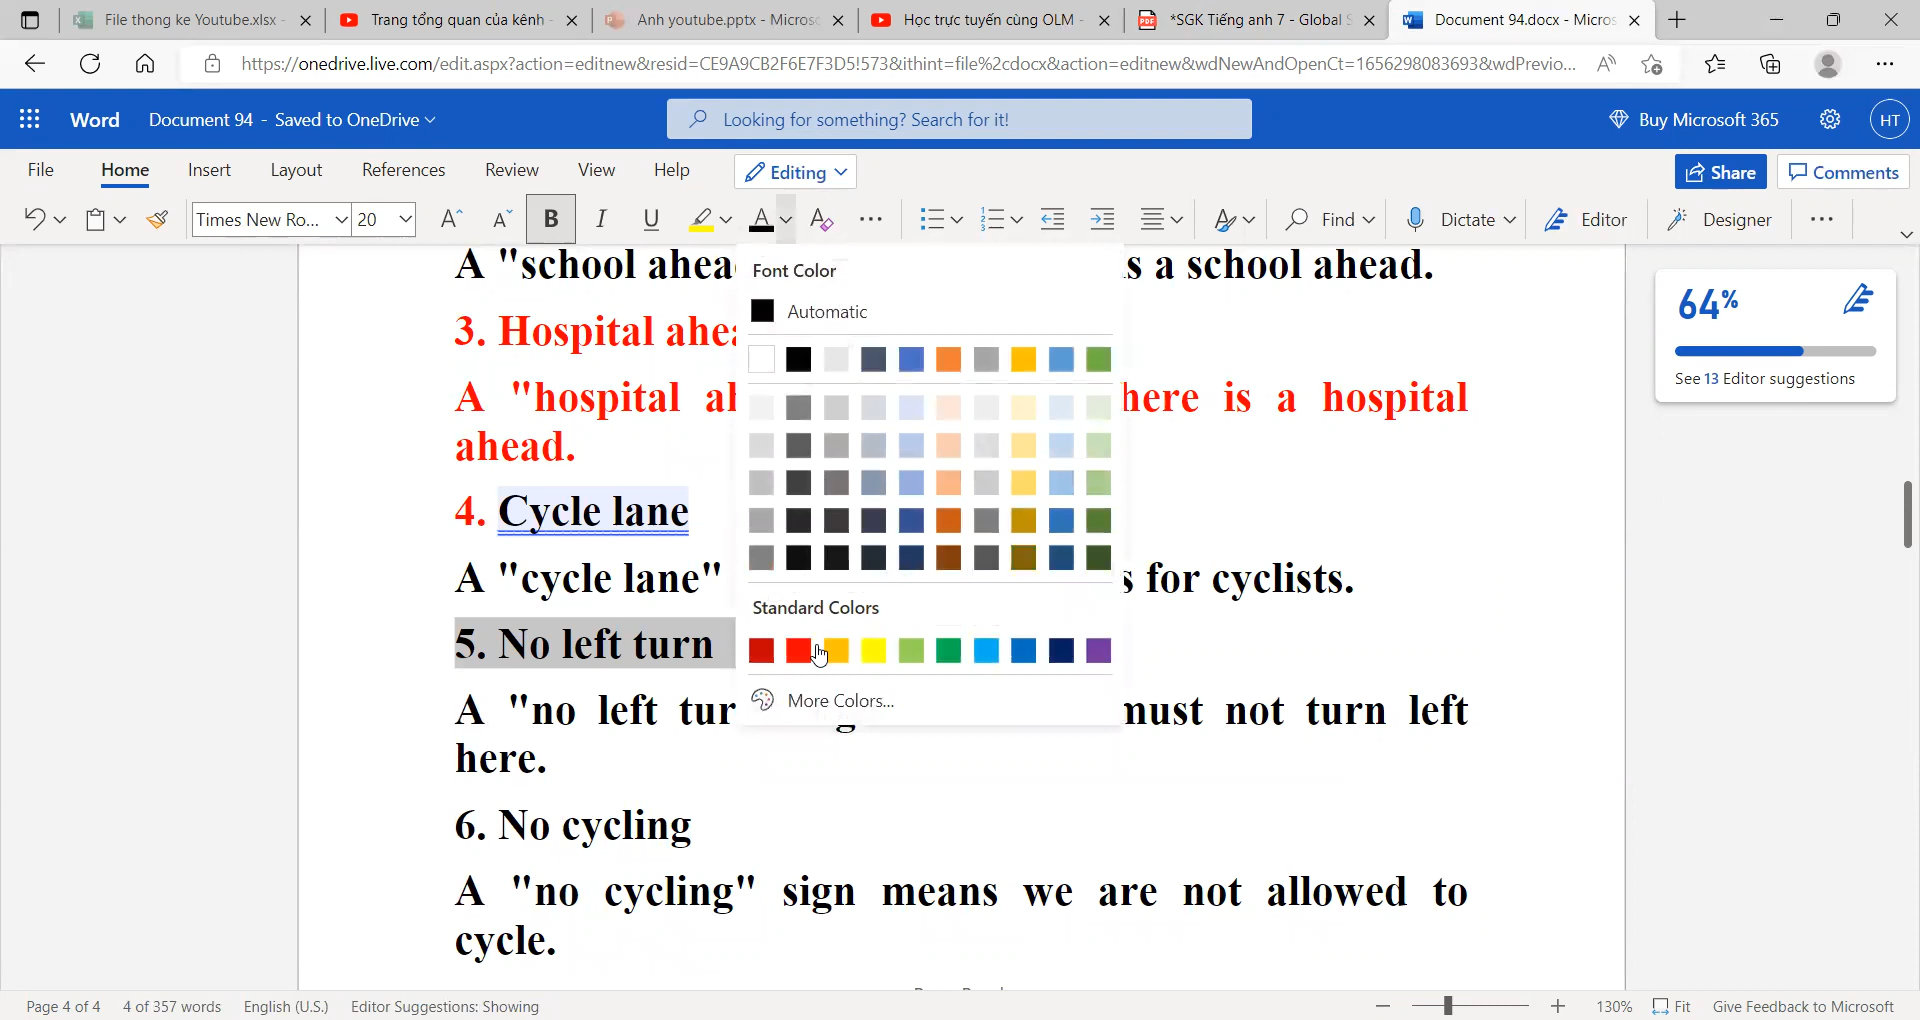 File thong ke Youtube.xlsx -
Trang tổng quan của kênh -
Anh youtube.pptx - Microso
Học trực tuyến cùng OLM -
*SGK Tiếng anh 7 - Global S
Document 94.docx - Micros
https://onedrive.live.com/edit.aspx?action=editnew&resid=CE9A9CB2F6E7F3D5!573&ithint=file%2cdocx&action=editnew&wdNewAndOpenCt=1656298083693&wdPrevio...
Word Document 94 - Saved to OneDrive
Looking for something? Search for it!
Buy Microsoft 365
HT
File Home Insert Layout References Review View Help Editing Share Comments
Times New Ro... 20 A A B I U A A Find Dictate Editor Designer
A "school ahea s a school ahead.
3. Hospital ahea
A "hospital a here is a hospital
ahead.
4. Cycle lane
A "cycle lane" s for cyclists.
5. No left turn
A "no left tur must not turn left
here.
6. No cycling
A "no cycling" sign means we are not allowed to
cycle.
Font Color
Automatic
Standard Colors
More Colors...
64%
See 13 Editor suggestions
Page 4 of 4 4 of 357 words English (U.S.) Editor Suggestions: Showing 130% Fit Give Feedback to Microsoft